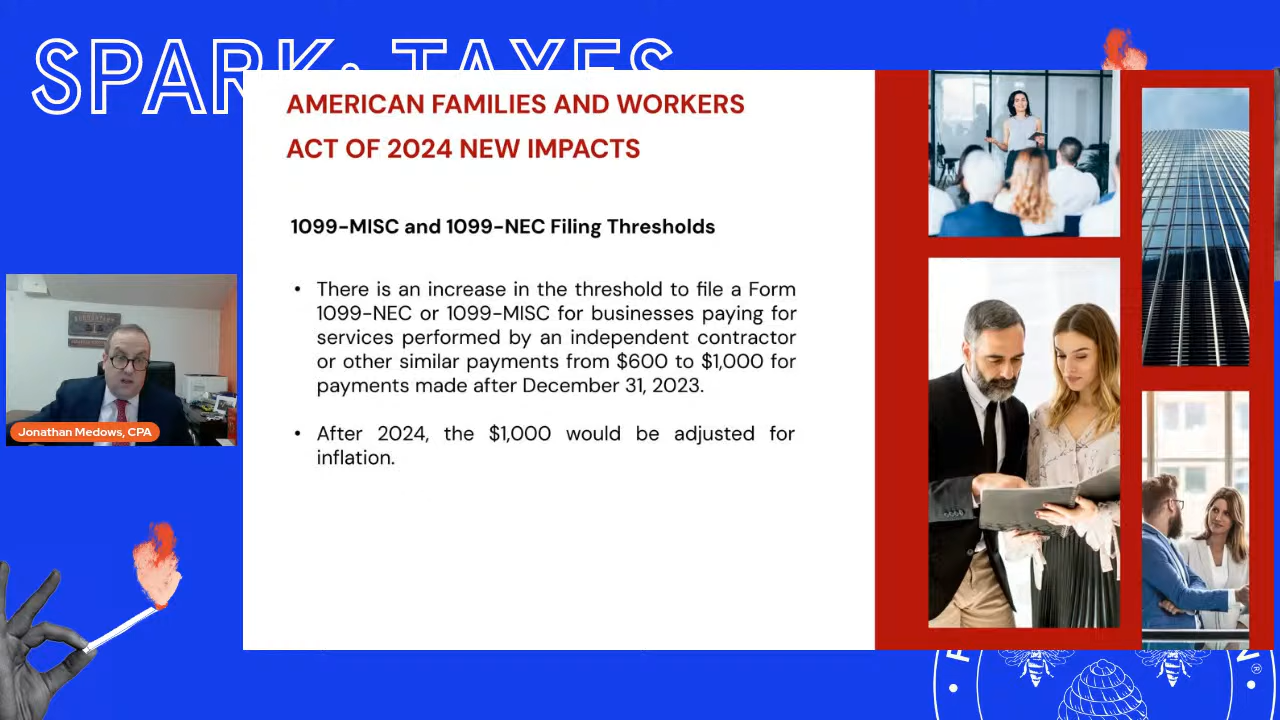 SPARK: TAXES
AMERICAN FAMILIES AND WORKERS
ACT OF 2024 NEW IMPACTS
1099-MISC and 1099-NEC Filing Thresholds
• There is an increase in the threshold to file a Form
1099-NEC or 1099-MISC for businesses paying for
services performed by an independent contractor
or other similar payments from $600 to $1,000 for
payments made after December 31, 2023.
• After 2024, the $1,000 would be adjusted for
inflation.
Jonathan Medows, CPA